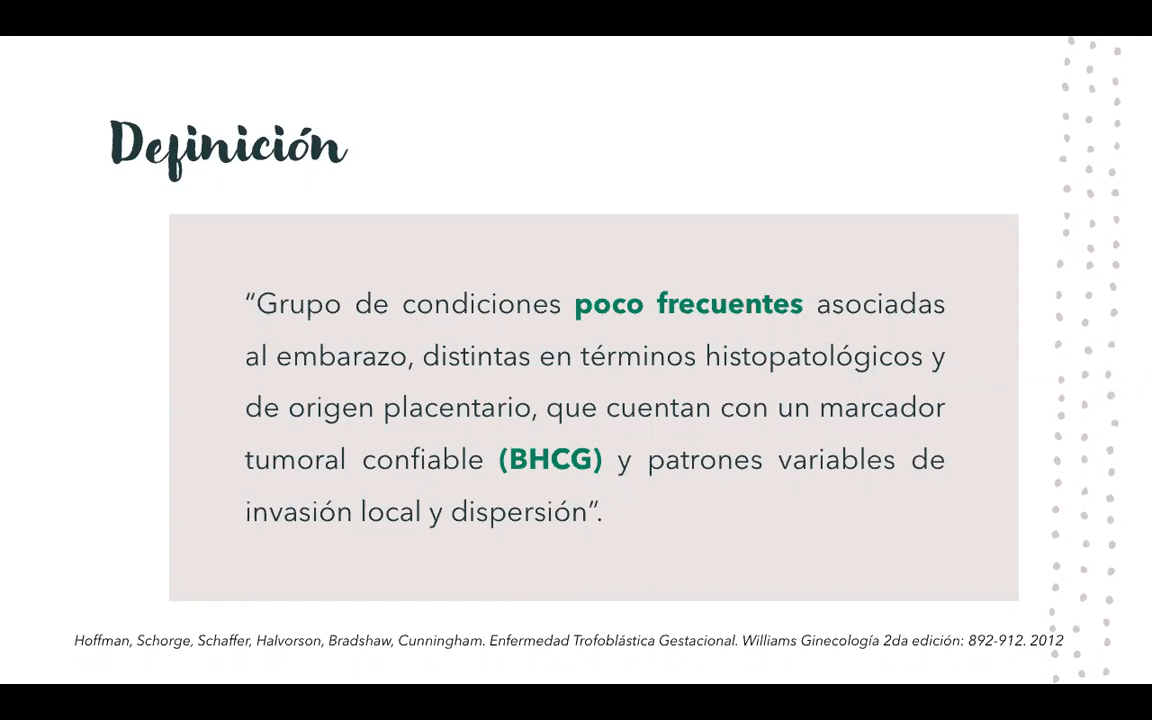 Definición
“Grupo de condiciones poco frecuentes asociadas
al embarazo, distintas en términos histopatológicos y
de origen placentario, que cuentan con un marcador
tumoral confiable (BHCG) y patrones variables de
invasión local y dispersión”.
Hoffman, Schorge, Schaffer, Halvorson, Bradshaw, Cunningham. Enfermedad Trofoblástica Gestacional. Williams Ginecología 2da edición: 892-912. 2012